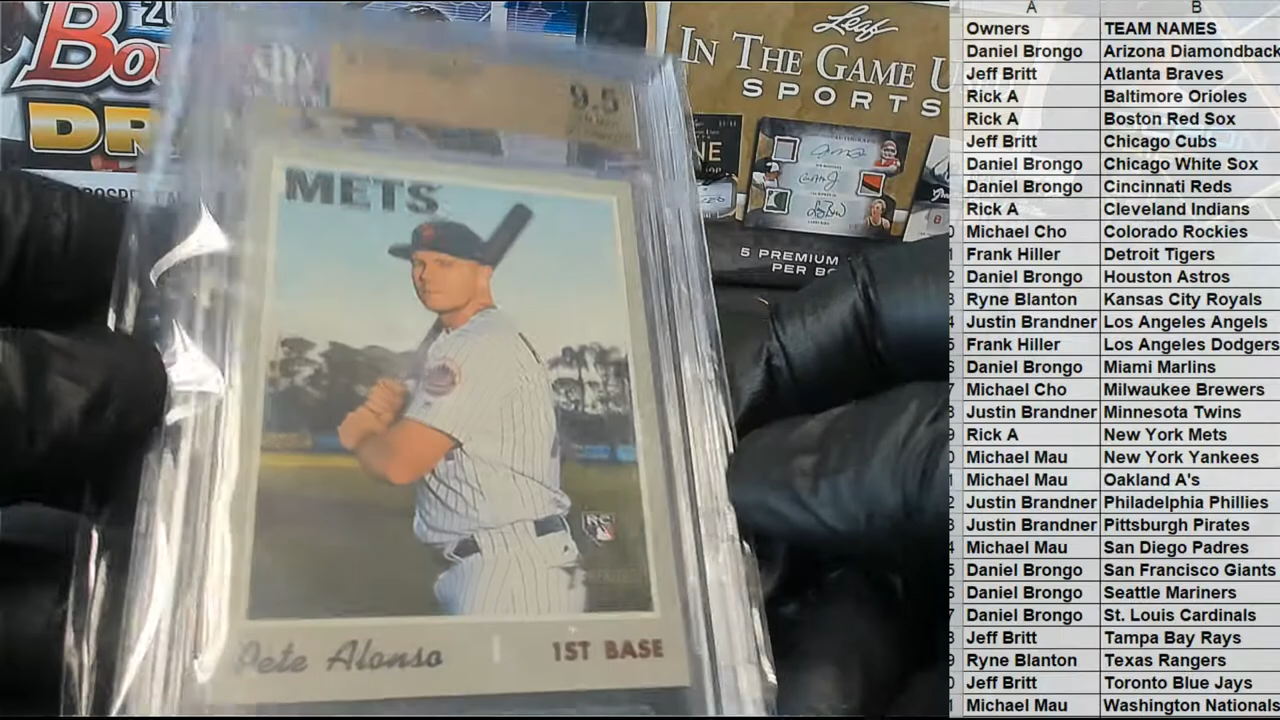 20
Bo
DR
9.5
METS
RC
Pete Alonso
1ST BASE
Leaf
IN THE GAME U
SPORTS
5 PREMIUM
PER BO
A B
Owners TEAM NAMES
Daniel Brongo Arizona Diamondback
Jeff Britt Atlanta Braves
Rick A Baltimore Orioles
Rick A Boston Red Sox
Jeff Britt Chicago Cubs
Daniel Brongo Chicago White Sox
Daniel Brongo Cincinnati Reds
Rick A Cleveland Indians
Michael Cho Colorado Rockies
Frank Hiller Detroit Tigers
Daniel Brongo Houston Astros
Ryne Blanton Kansas City Royals
Justin Brandner Los Angeles Angels
Frank Hiller Los Angeles Dodgers
Daniel Brongo Miami Marlins
Michael Cho Milwaukee Brewers
Justin Brandner Minnesota Twins
Rick A New York Mets
Michael Mau New York Yankees
Michael Mau Oakland A's
Justin Brandner Philadelphia Phillies
Justin Brandner Pittsburgh Pirates
Michael Mau San Diego Padres
Daniel Brongo San Francisco Giants
Daniel Brongo Seattle Mariners
Daniel Brongo St. Louis Cardinals
Jeff Britt Tampa Bay Rays
Ryne Blanton Texas Rangers
Jeff Britt Toronto Blue Jays
Michael Mau Washington Nationals